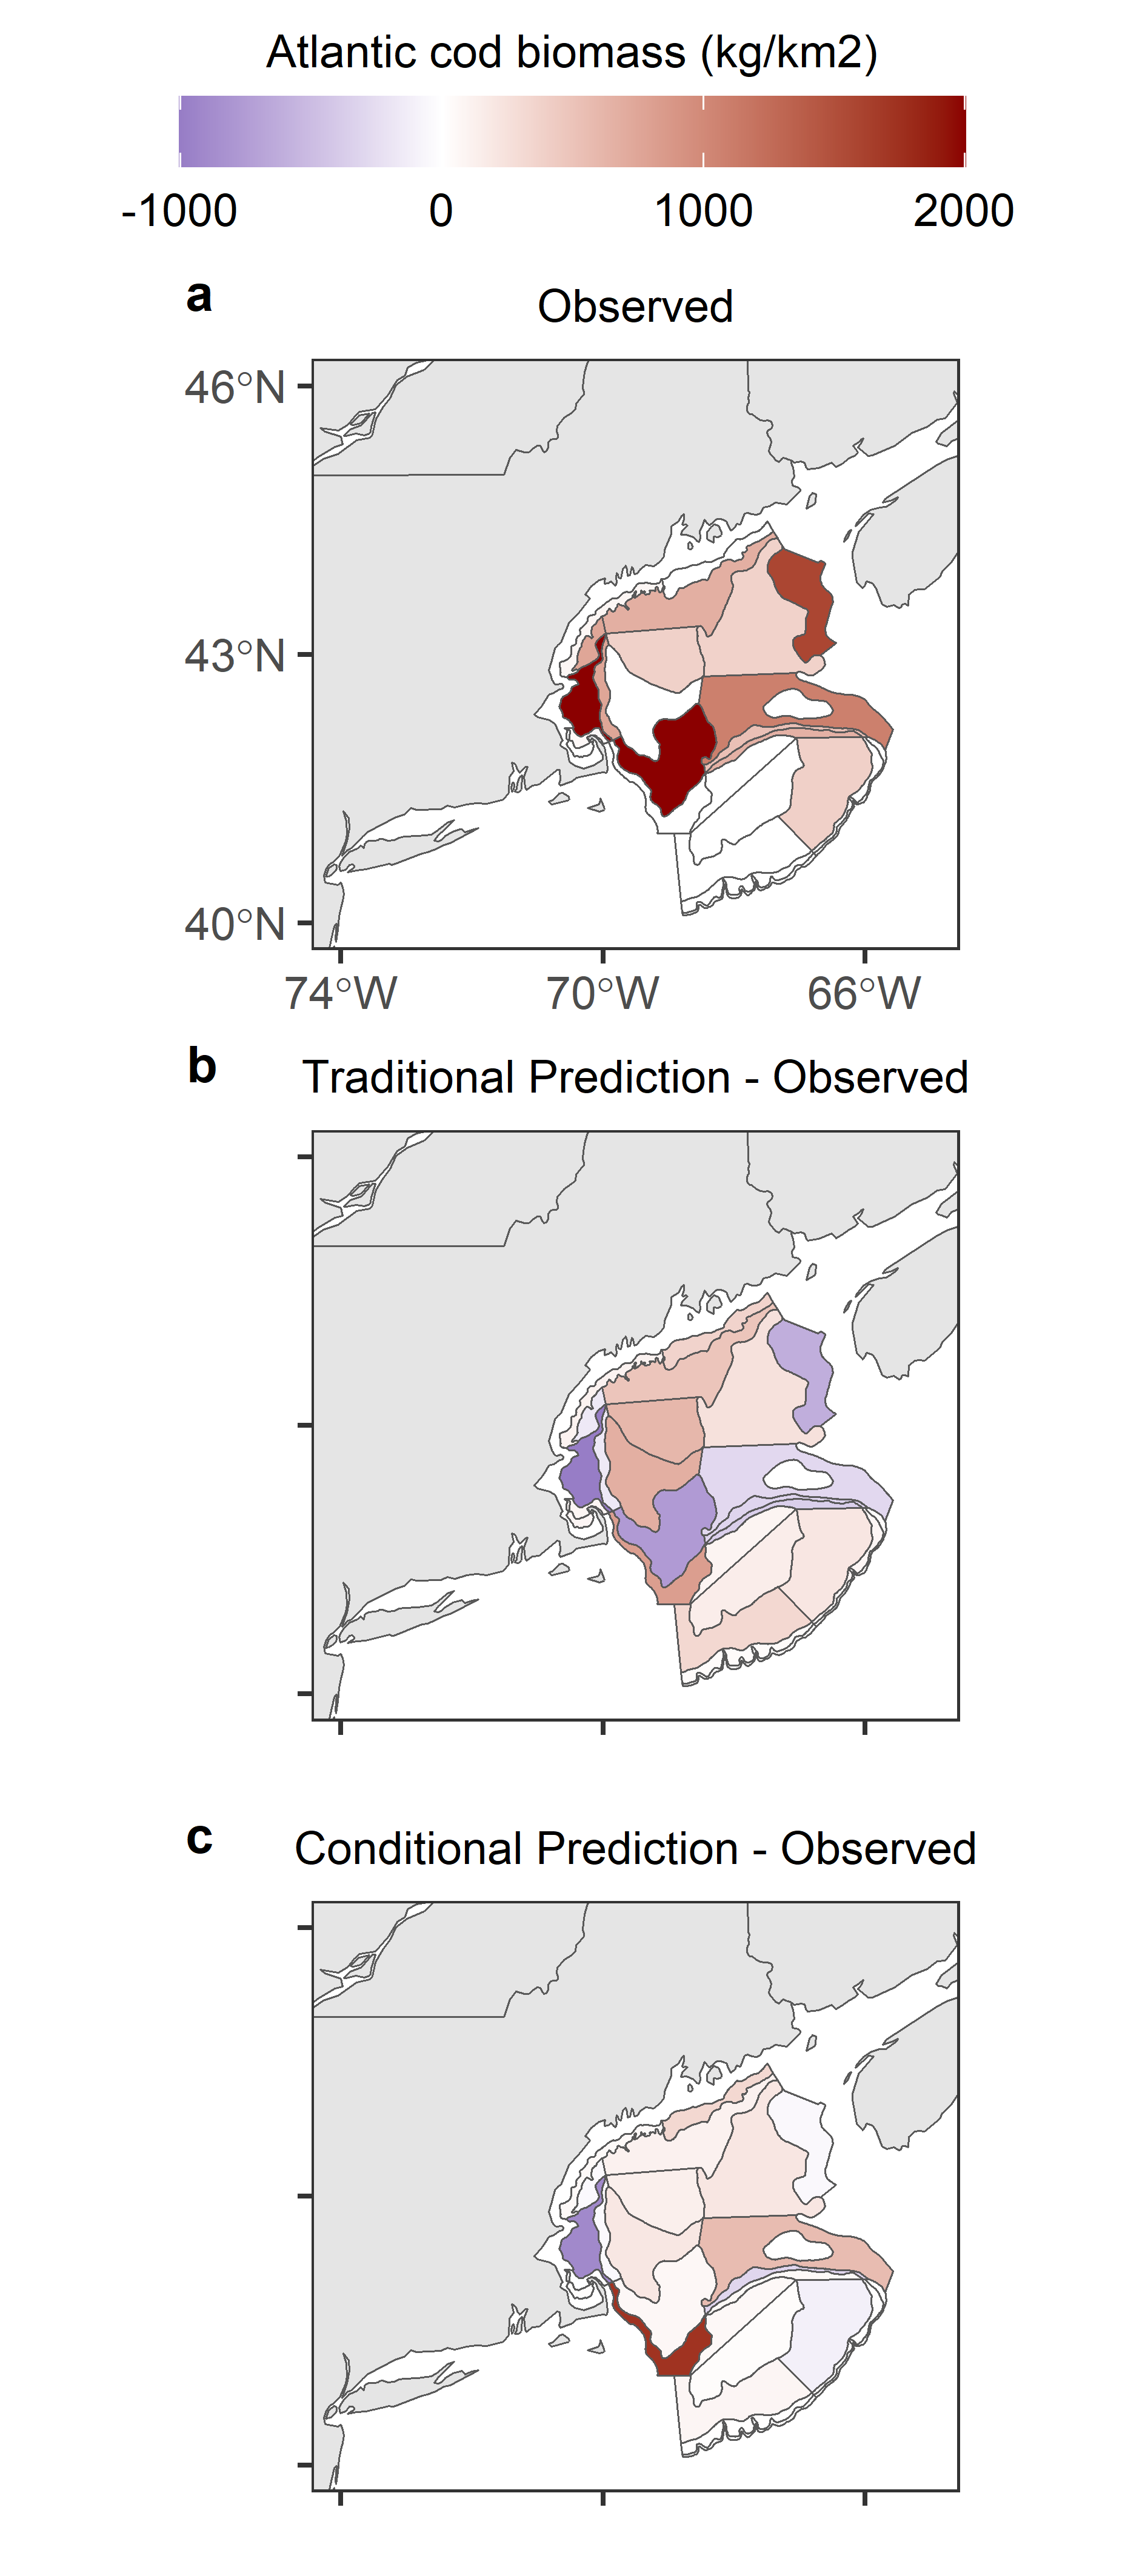 Atlantic cod biomass (kg/km2)
-1000 0 1000 2000
a
Observed
46°N
43°N
40°N
74°W 70°W 66°W
b
Traditional Prediction - Observed
c
Conditional Prediction - Observed